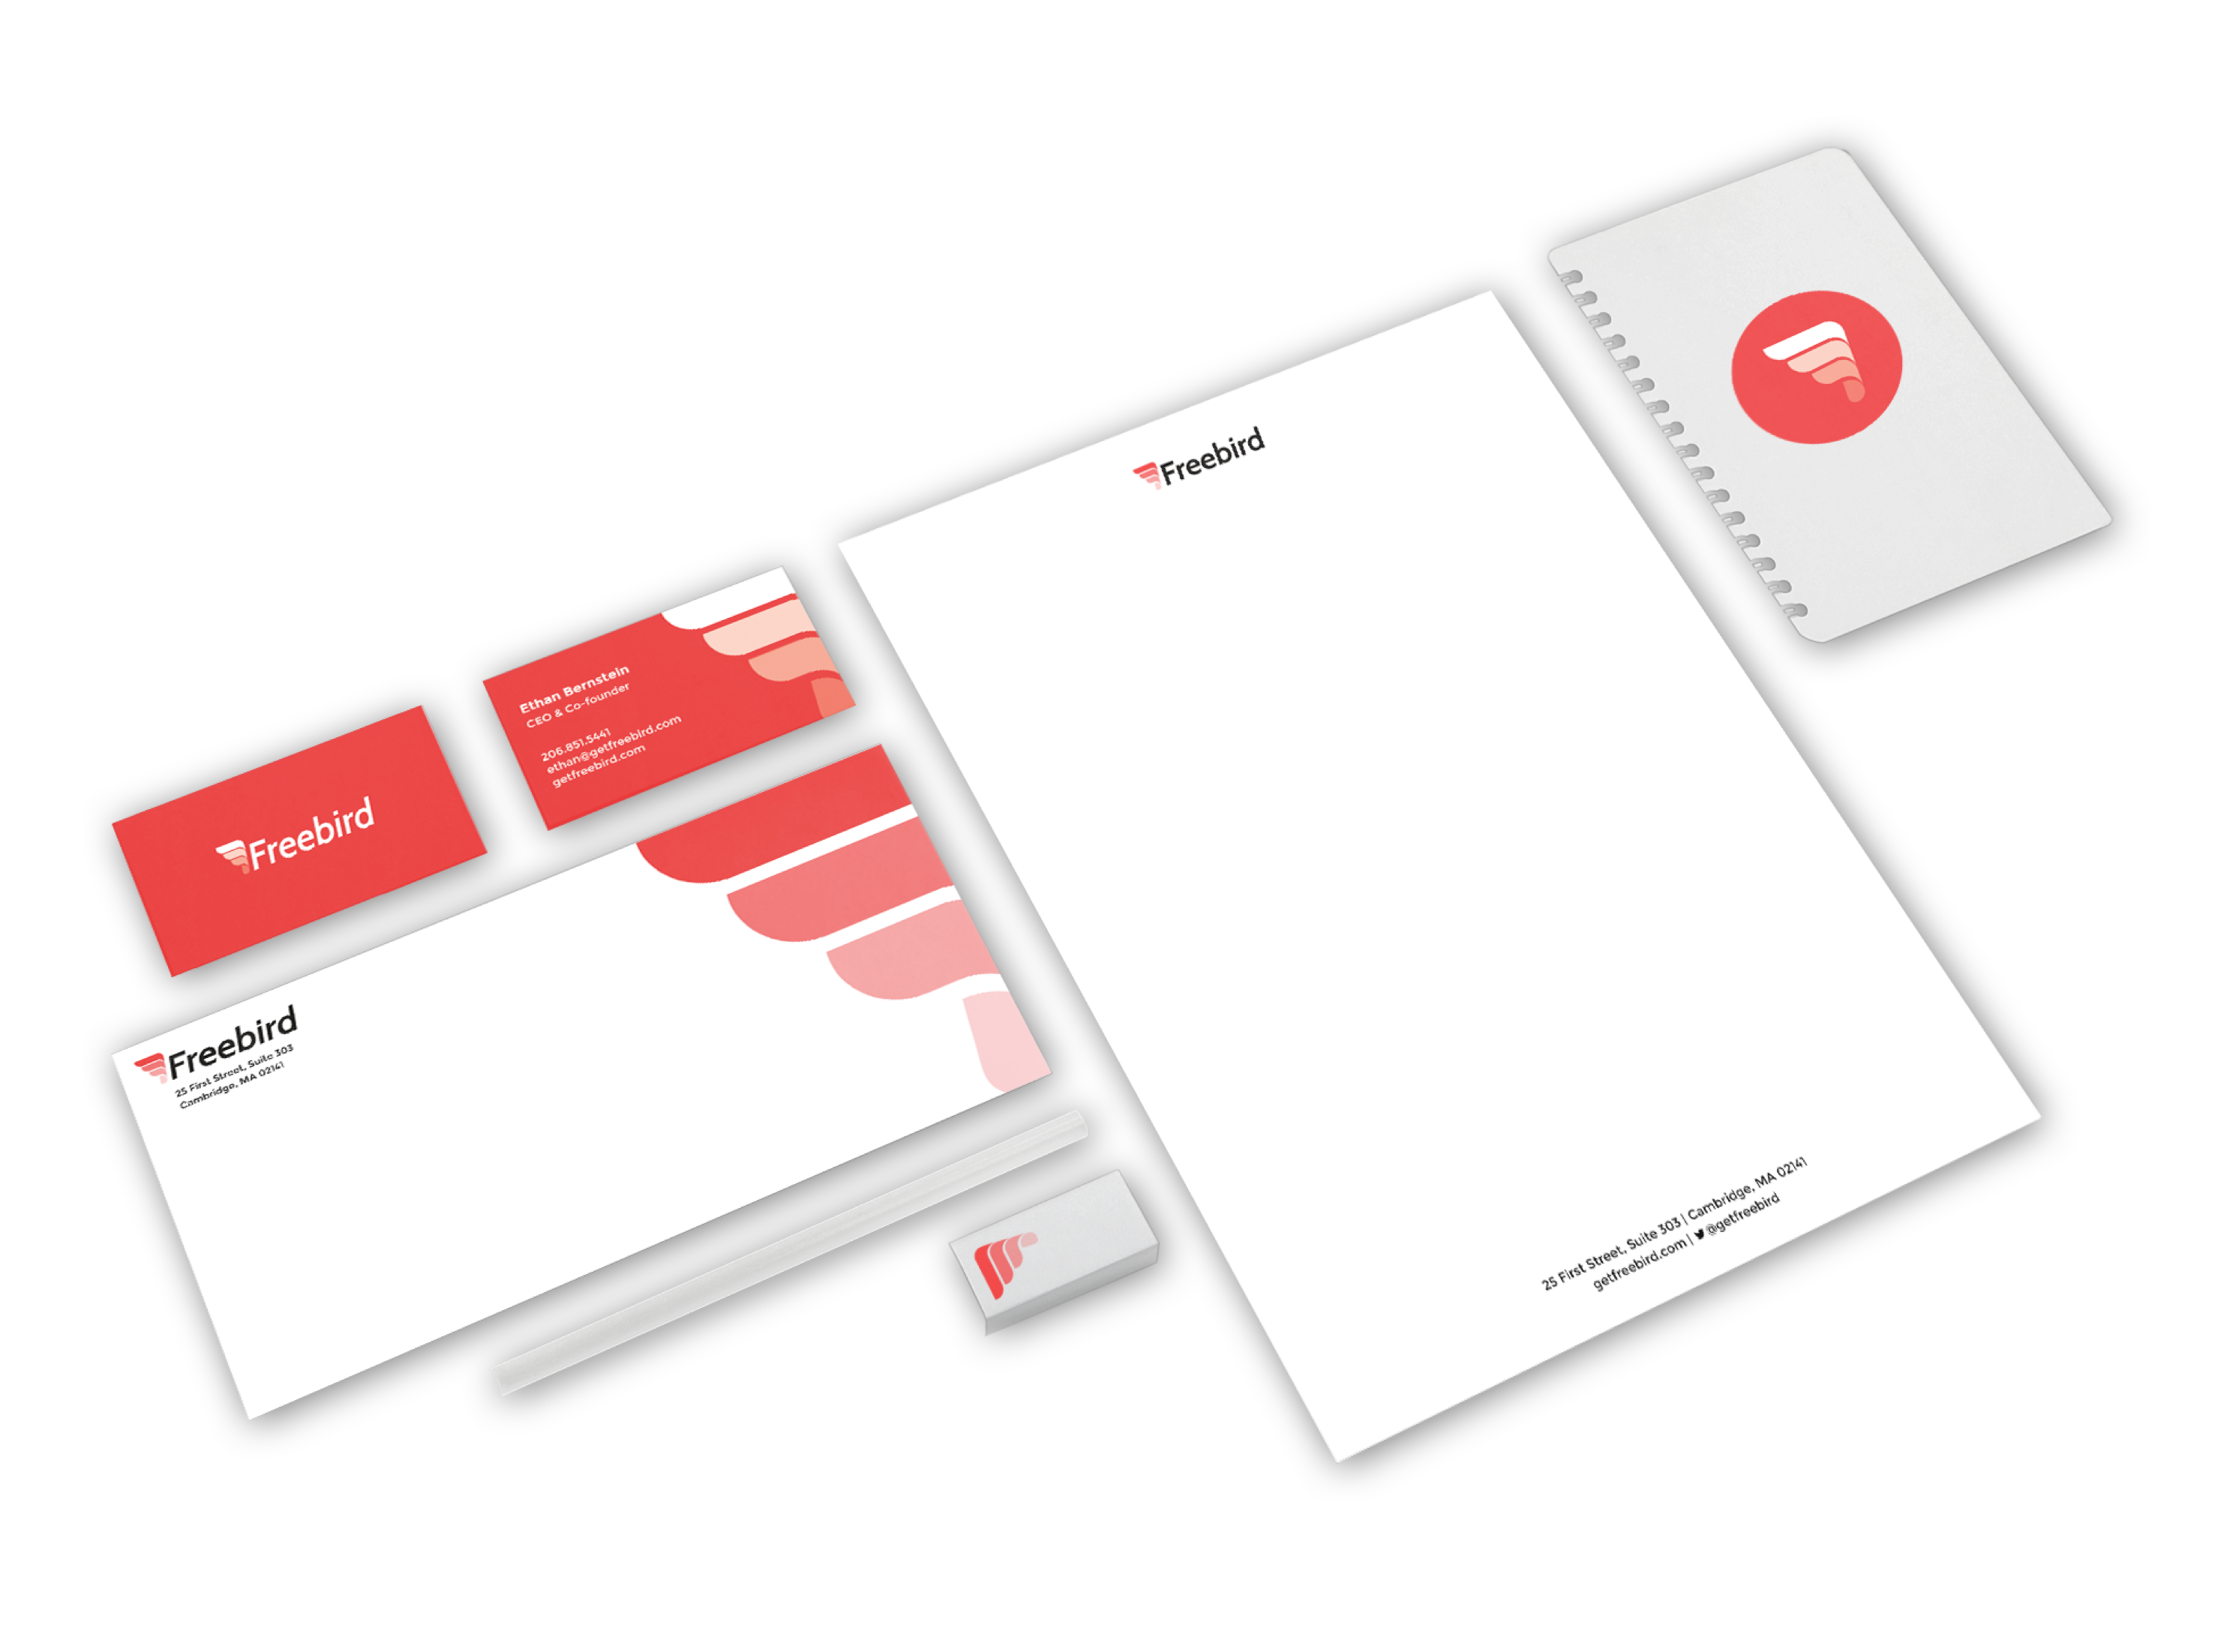 Freebird
Ethan Bernstein
CEO & Co-founder
206.851.5441
ethan@getfreebird.com
getfreebird.com
Freebird
25 First Street, Suite 303
Cambridge, MA 02141
Freebird
25 First Street, Suite 303 | Cambridge, MA 02141
getfreebird.com | @getfreebird